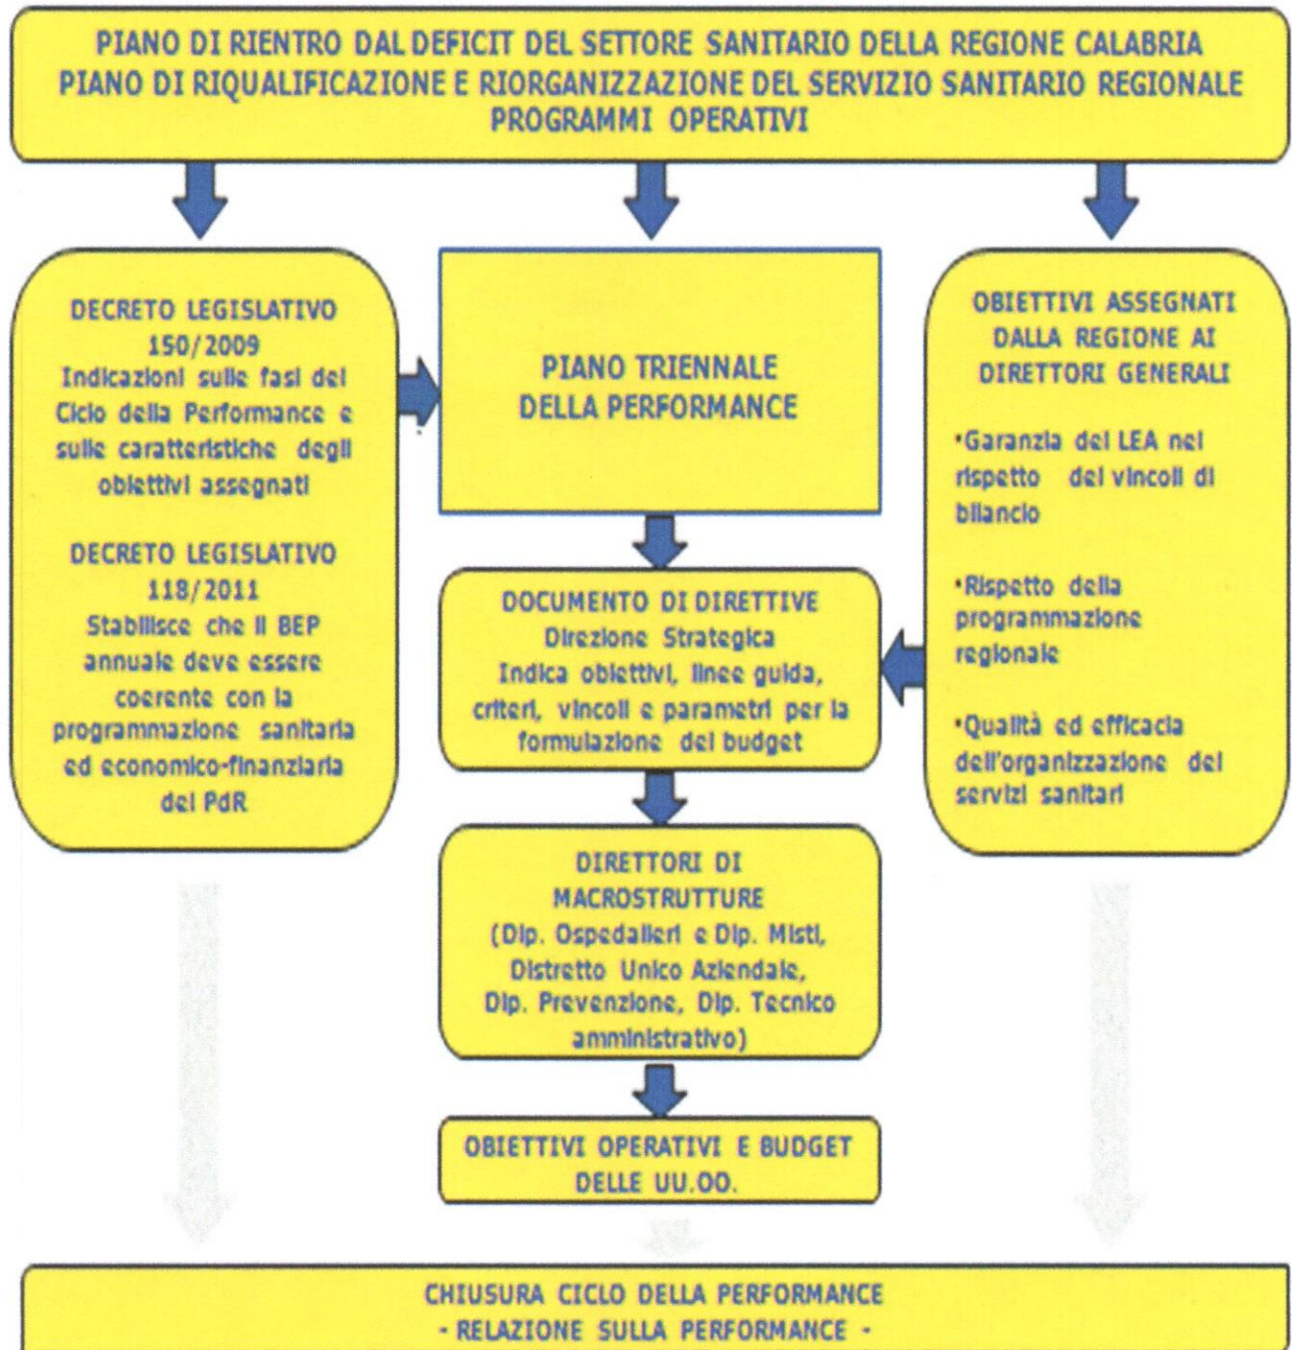 PIANO DI RIENTRO DAL DEFICIT DEL SETTORE SANITARIO DELLA REGIONE CALABRIA
PIANO DI RIQUALIFICAZIONE E RIORGANIZZAZIONE DEL SERVIZIO SANITARIO REGIONALE
PROGRAMMI OPERATIVI
DECRETO LEGISLATIVO
150/2009
Indicazioni sulle fasi del
Ciclo della Performance e
sulle caratteristiche degli
obiettivi assegnati
DECRETO LEGISLATIVO
118/2011
Stabilisce che il BEP
annuale deve essere
coerente con la
programmazione sanitaria
ed economico-finanziaria
del PdR
PIANO TRIENNALE
DELLA PERFORMANCE
DOCUMENTO DI DIRETTIVE
Direzione Strategica
Indica obiettivi, linee guida,
criteri, vincoli e parametri per la
formulazione del budget
DIRETTORI DI
MACROSTRUTTURE
(Dip. Ospedalieri e Dip. Misti,
Distretto Unico Aziendale,
Dip. Prevenzione, Dip. Tecnico
amministrativo)
OBIETTIVI OPERATIVI E BUDGET
DELLE UU.OO.
OBIETTIVI ASSEGNATI
DALLA REGIONE AI
DIRETTORI GENERALI
•Garanzia dei LEA nel
rispetto dei vincoli di
bilancio
•Rispetto della
programmazione
regionale
•Qualità ed efficacia
dell'organizzazione dei
servizi sanitari
CHIUSURA CICLO DELLA PERFORMANCE
- RELAZIONE SULLA PERFORMANCE -